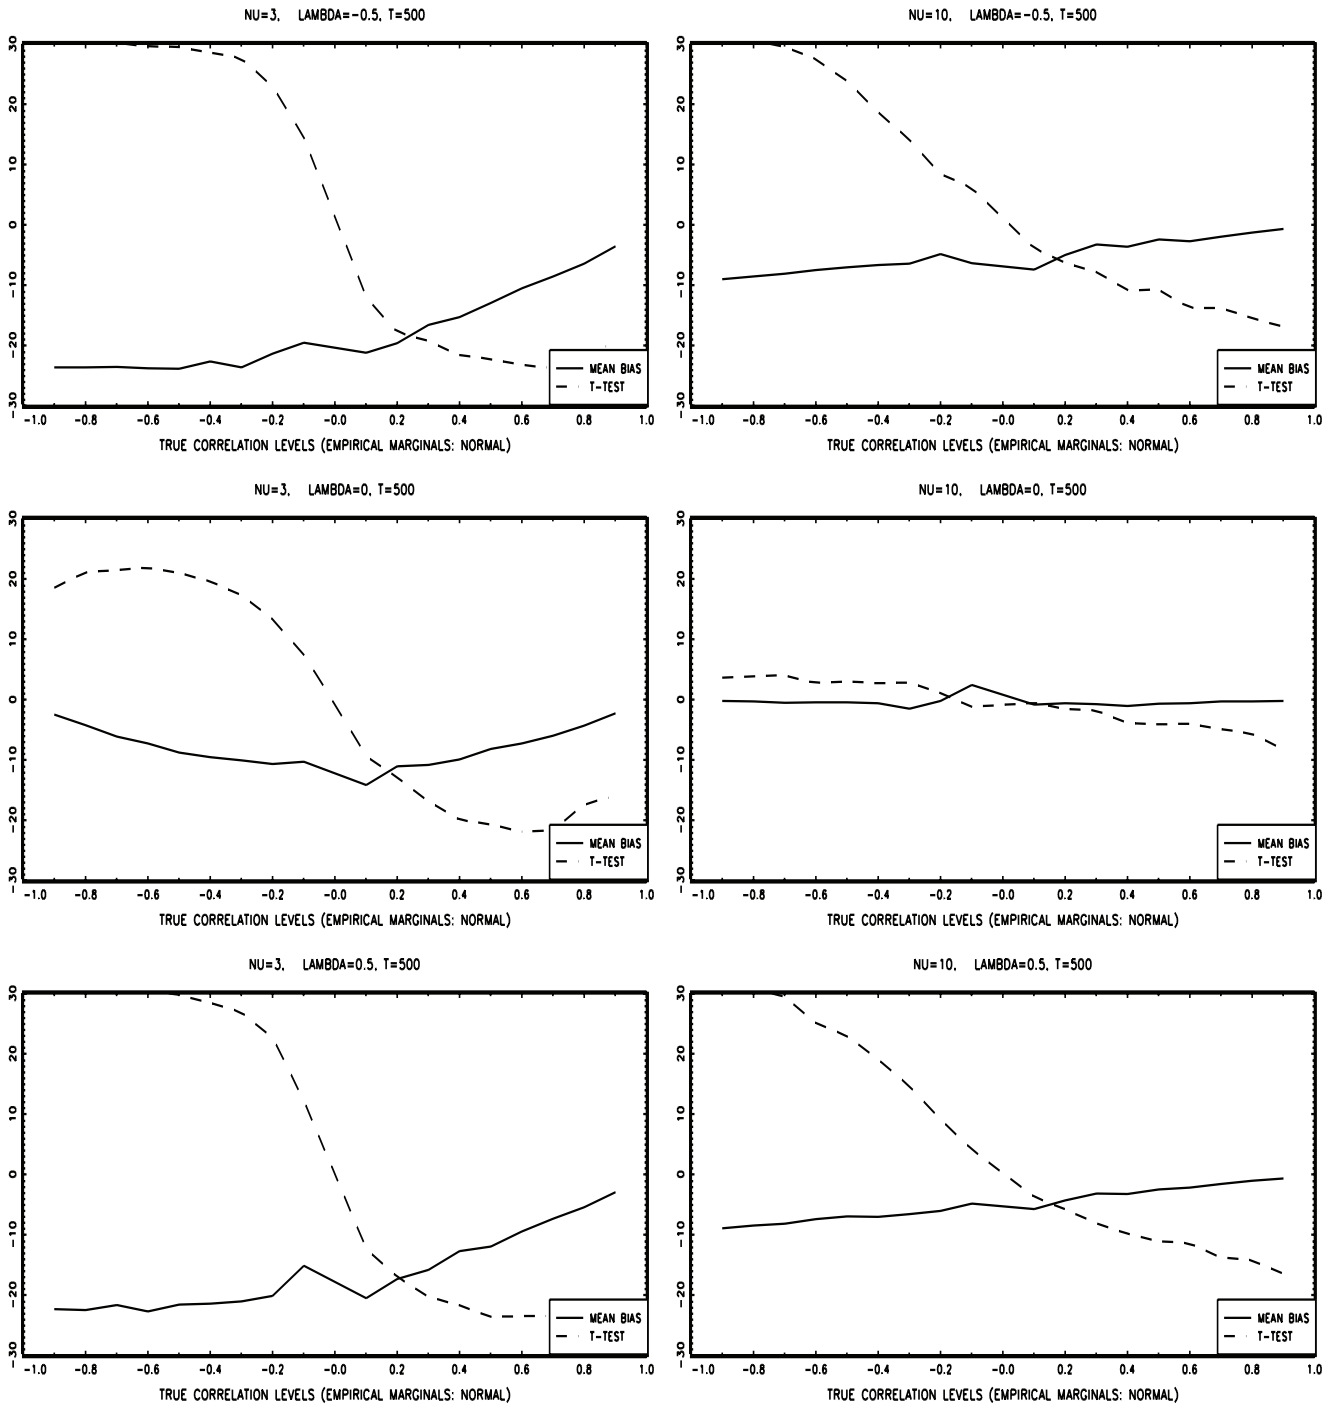 NU=3, LAMBDA=-0.5, T=500
30
20
10
0
-10
-20
-30
MEAN BIAS
T-TEST
-1.0 -0.8 -0.6 -0.4 -0.2 -0.0 0.2 0.4 0.6 0.8 1.0
TRUE CORRELATION LEVELS (EMPIRICAL MARGINALS: NORMAL)
NU=10, LAMBDA=-0.5, T=500
30
20
10
0
-10
-20
-30
MEAN BIAS
T-TEST
-1.0 -0.8 -0.6 -0.4 -0.2 -0.0 0.2 0.4 0.6 0.8 1.0
TRUE CORRELATION LEVELS (EMPIRICAL MARGINALS: NORMAL)
NU=3, LAMBDA=0, T=500
30
20
10
0
-10
-20
-30
MEAN BIAS
T-TEST
-1.0 -0.8 -0.6 -0.4 -0.2 -0.0 0.2 0.4 0.6 0.8 1.0
TRUE CORRELATION LEVELS (EMPIRICAL MARGINALS: NORMAL)
NU=10, LAMBDA=0, T=500
30
20
10
0
-10
-20
-30
MEAN BIAS
T-TEST
-1.0 -0.8 -0.6 -0.4 -0.2 -0.0 0.2 0.4 0.6 0.8 1.0
TRUE CORRELATION LEVELS (EMPIRICAL MARGINALS: NORMAL)
NU=3, LAMBDA=0.5, T=500
30
20
10
0
-10
-20
-30
MEAN BIAS
T-TEST
-1.0 -0.8 -0.6 -0.4 -0.2 -0.0 0.2 0.4 0.6 0.8 1.0
TRUE CORRELATION LEVELS (EMPIRICAL MARGINALS: NORMAL)
NU=10, LAMBDA=0.5, T=500
30
20
10
0
-10
-20
-30
MEAN BIAS
T-TEST
-1.0 -0.8 -0.6 -0.4 -0.2 -0.0 0.2 0.4 0.6 0.8 1.0
TRUE CORRELATION LEVELS (EMPIRICAL MARGINALS: NORMAL)